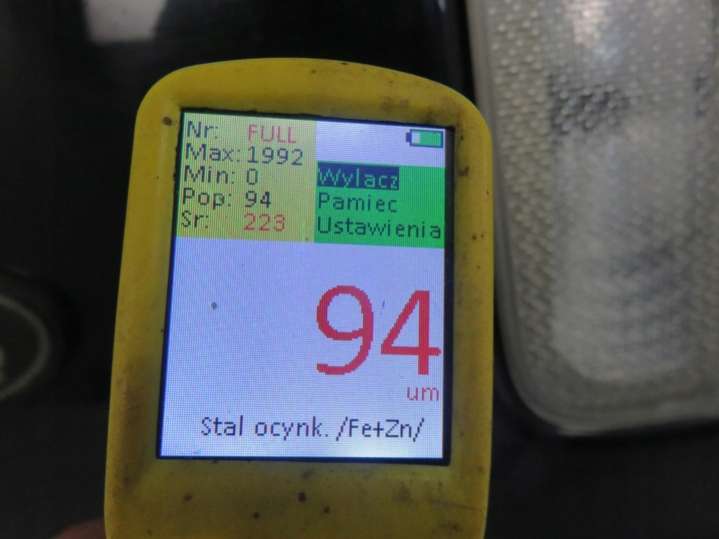 Nr: FULL
Max: 1992
Min: 0
Pop: 94
Sr: 223
Wylacz
Pamiec
Ustawienia
94
um
Stal ocynk. /Fe+Zn/